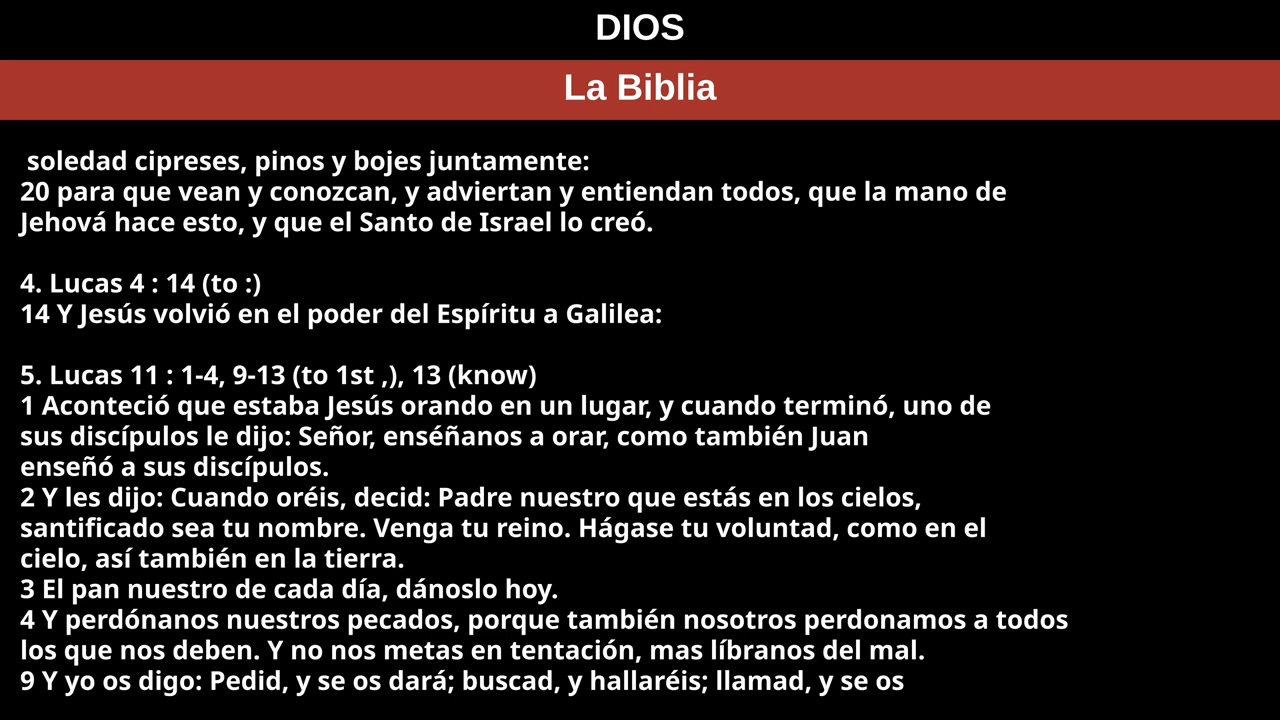 DIOS
La Biblia
soledad cipreses, pinos y bojes juntamente:
20 para que vean y conozcan, y adviertan y entiendan todos, que la mano de
Jehová hace esto, y que el Santo de Israel lo creó.
4. Lucas 4 : 14 (to :)
14 Y Jesús volvió en el poder del Espíritu a Galilea:
5. Lucas 11 : 1-4, 9-13 (to 1st ,), 13 (know)
1 Aconteció que estaba Jesús orando en un lugar, y cuando terminó, uno de
sus discípulos le dijo: Señor, enséñanos a orar, como también Juan
enseñó a sus discípulos.
2 Y les dijo: Cuando oréis, decid: Padre nuestro que estás en los cielos,
santificado sea tu nombre. Venga tu reino. Hágase tu voluntad, como en el
cielo, así también en la tierra.
3 El pan nuestro de cada día, dánoslo hoy.
4 Y perdónanos nuestros pecados, porque también nosotros perdonamos a todos
los que nos deben. Y no nos metas en tentación, mas líbranos del mal.
9 Y yo os digo: Pedid, y se os dará; buscad, y hallaréis; llamad, y se os